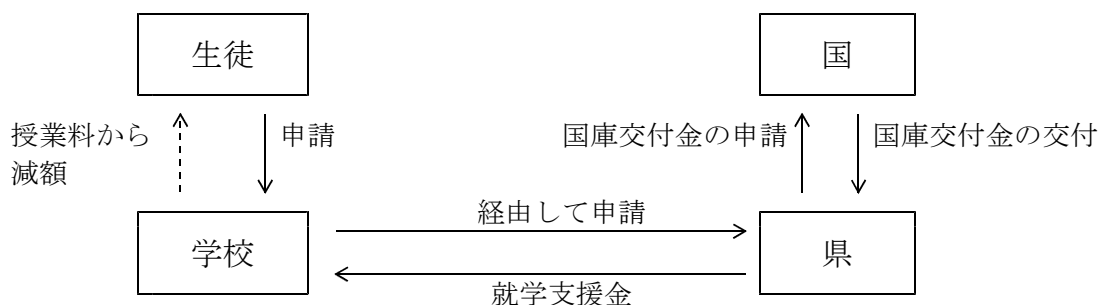 生徒
国
授業料から
減額
申請
国庫交付金の申請
国庫交付金の交付
経由して申請
学校
県
就学支援金